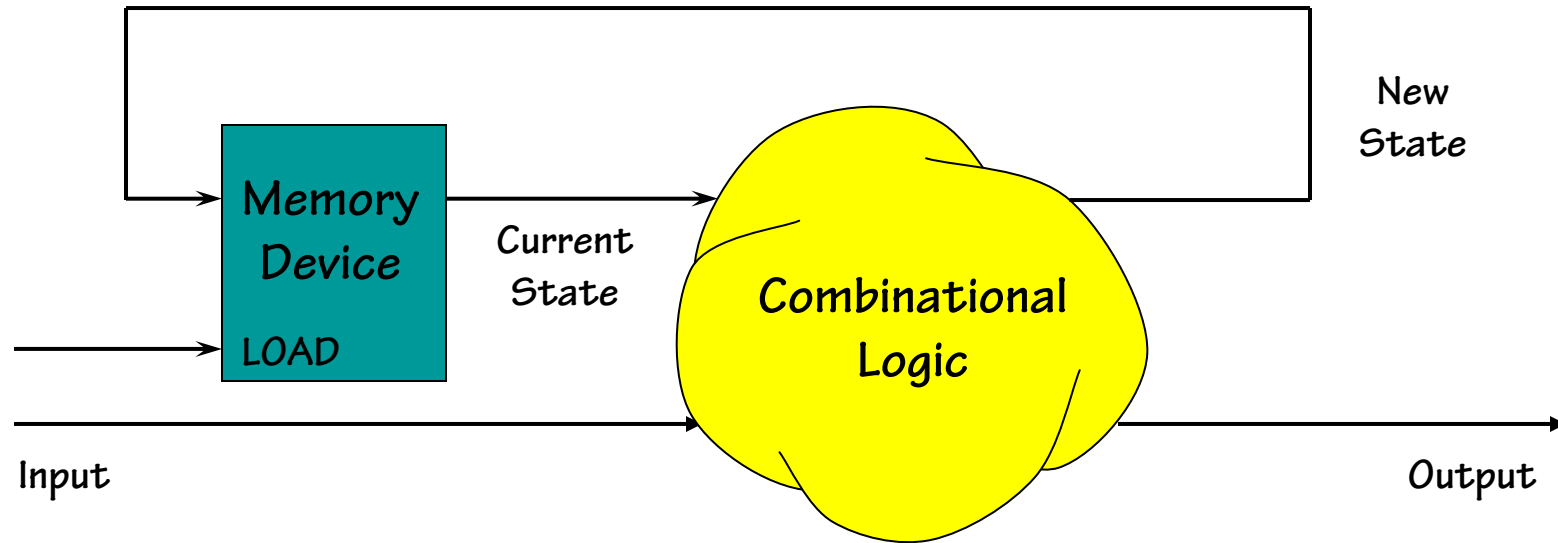 New
State
Memory
Device
LOAD
Current
State
Combinational
Logic
Input
Output